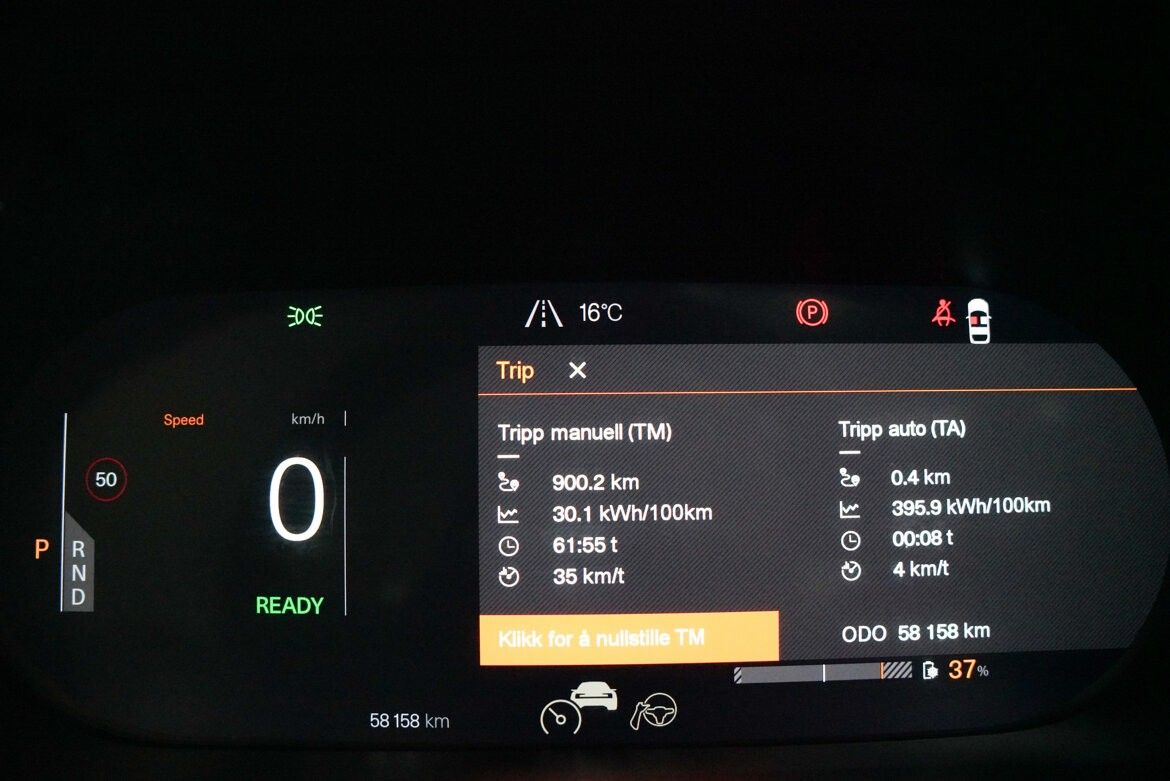 16°C
P
Trip
Speed km/h
50
0
P
R
N
D
READY
Tripp manuell (TM)
900.2 km
30.1 kWh/100km
61:55 t
35 km/t
Klikk for å nullstille TM
Tripp auto (TA)
0.4 km
395.9 kWh/100km
00:08 t
4 km/t
ODO 58 158 km
37%
58 158 km